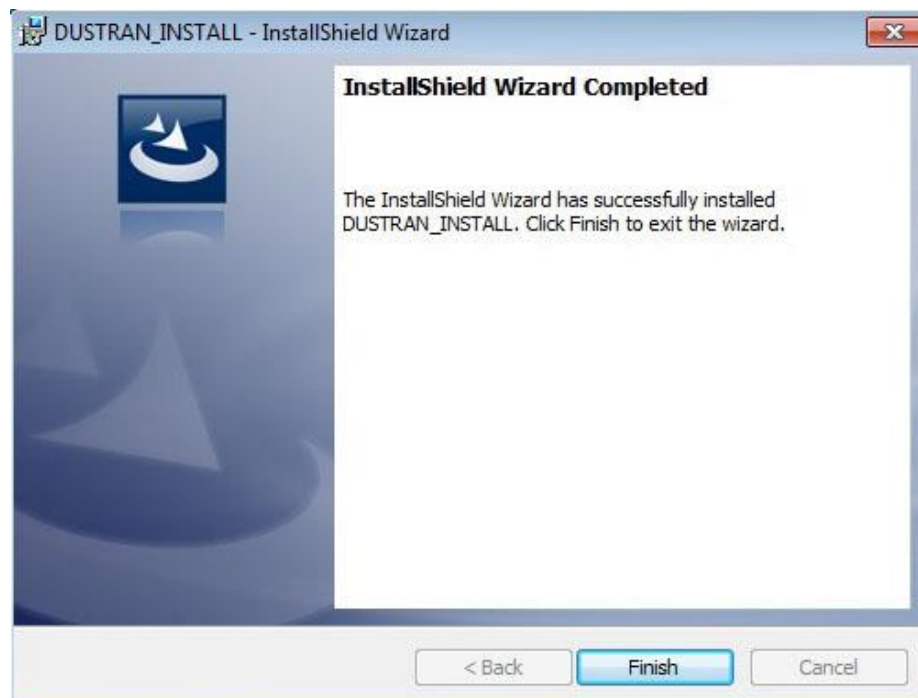 DUSTRAN_INSTALL - InstallShield Wizard
InstallShield Wizard Completed
The InstallShield Wizard has successfully installed
DUSTRAN_INSTALL. Click Finish to exit the wizard.
< Back
Finish
Cancel